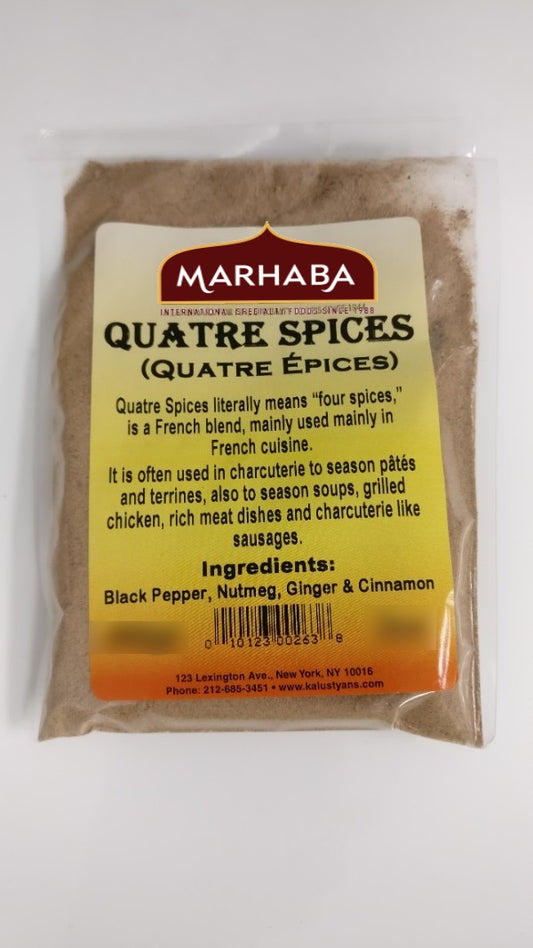 MARHABA
INTERNATIONAL SPECIALTY FOODS SINCE 1988
QUATRE SPICES
(QUATRE ÉPICES)
Quatre Spices literally means “four spices,”
is a French blend, mainly used mainly in
French cuisine.
It is often used in charcuterie to season pâtés
and terrines, also to season soups, grilled
chicken, rich meat dishes and charcuterie like
sausages.
Ingredients:
Black Pepper, Nutmeg, Ginger & Cinnamon
0 10123 00263 8
123 Lexington Ave., New York, NY 10016
Phone: 212-685-3451 • www.kalustyans.com